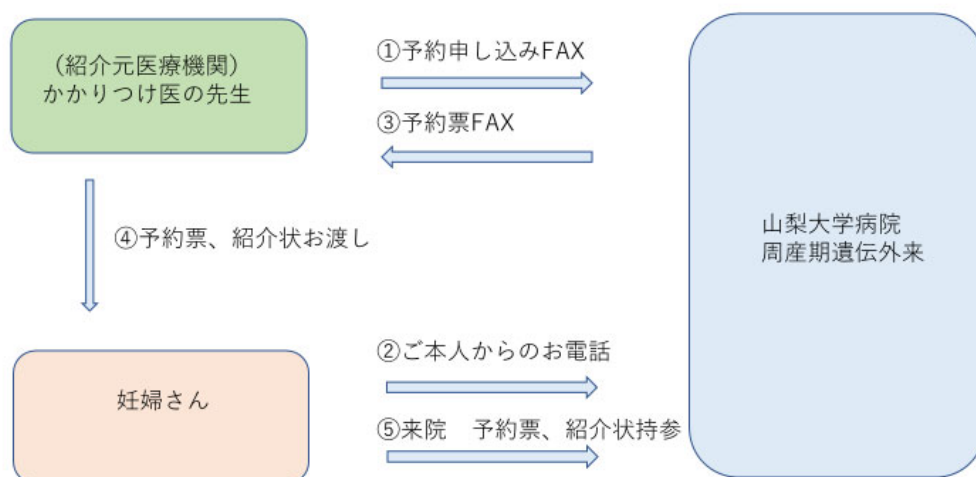 （紹介元医療機関）
かかりつけ医の先生
①予約申し込みFAX
③予約票FAX
④予約票、紹介状お渡し
山梨大学病院
周産期遺伝外来
妊婦さん
②ご本人からのお電話
⑤来院　予約票、紹介状持参